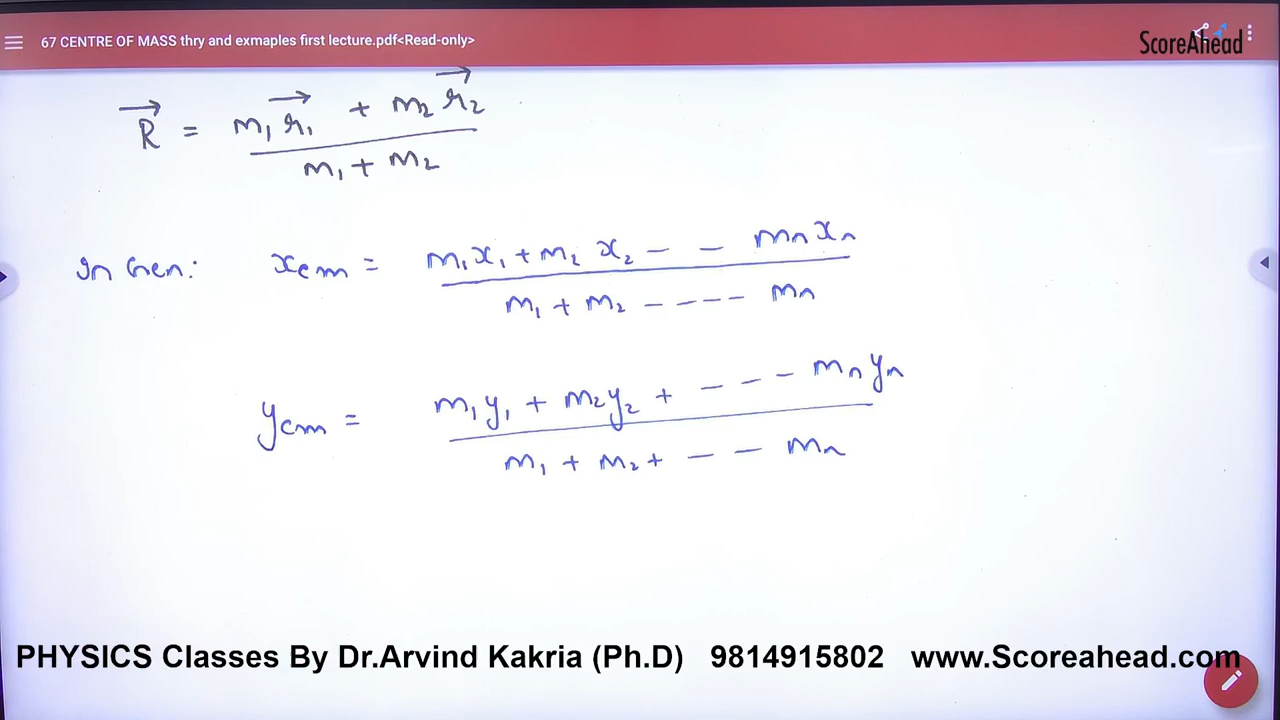 67 CENTRE OF MASS thry and exmaples first lecture.pdf<Read-only>
ScoreAhead
R⃗ = m₁r⃗₁ + m₂r⃗₂
m₁ + m₂
In Gen: xcm = m₁x₁ + m₂ x₂ – – mₙxₙ
m₁ + m₂ – – – – mₙ
ycm = m₁y₁ + m₂y₂ + – – – mₙyₙ
m₁ + m₂ + – – mₙ
PHYSICS Classes By Dr.Arvind Kakria (Ph.D) 9814915802 www.Scoreahead.com